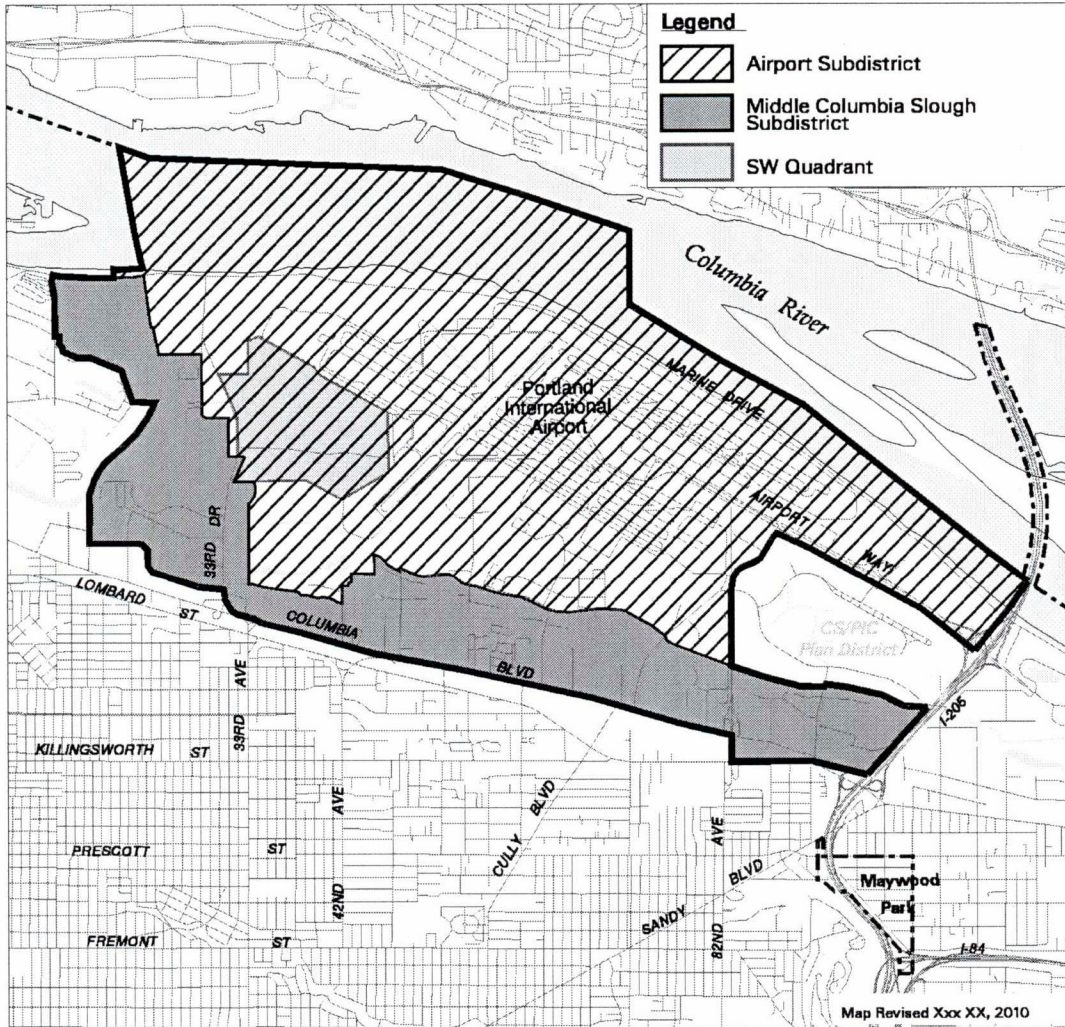 Legend
Airport Subdistrict
Middle Columbia Slough
Subdistrict
SW Quadrant
Columbia River
MARINE DRIVE
Portland
International
Airport
AIRPORT
WAY
33RD DR
CS/PIC
Plan District
LOMBARD ST
COLUMBIA
BLVD
I-205
33RD AVE
KILLINGSWORTH ST
42ND AVE
CULLY BLVD
82ND AVE
SANDY BLVD
PRESCOTT ST
Maywood
Park
FREMONT ST
I-84
Map Revised Xxx XX, 2010